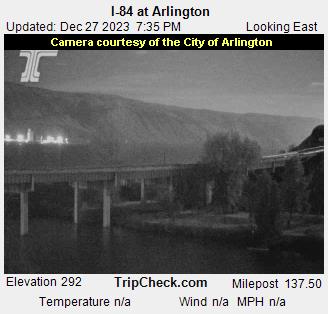 I-84 at Arlington
Updated: Dec 27 2023 7:35 PM Looking East
Camera courtesy of the City of Arlington
Elevation 292 TripCheck.com Milepost 137.50
Temperature n/a Wind n/a MPH n/a